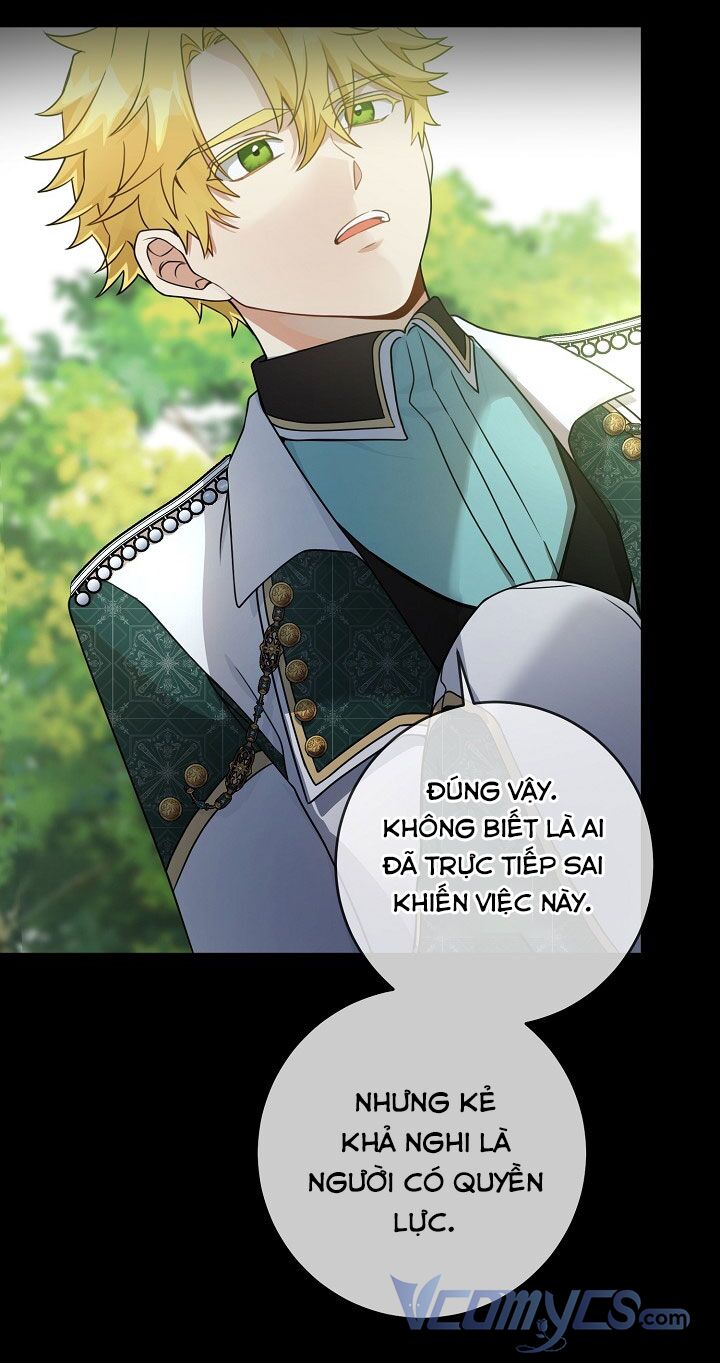 ĐÚNG VẬY.
KHÔNG BIẾT LÀ AI
ĐÃ TRỰC TIẾP SAI
KHIẾN VIỆC NÀY.
NHƯNG KẺ
KHẢ NGHI LÀ
NGƯỜI CÓ QUYỀN
LỰC.
VCOMYCS.com